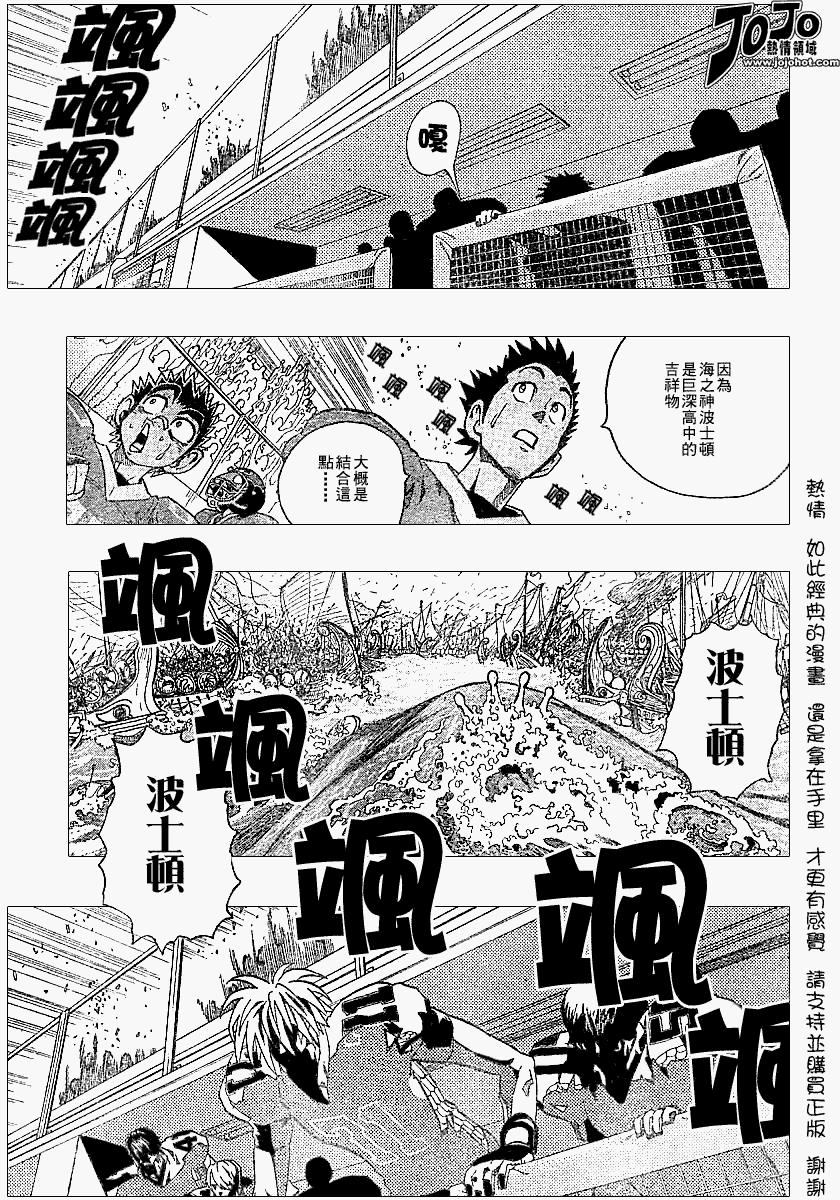 JOJO
熱情領域
www.jojohot.com
颯
颯
颯
颯
嘎
因為
海之神波士頓
是巨深高中的
吉祥物
颯
颯
颯
颯
颯
颯
大概是
結合這
點……
颯
波士頓
颯
波士頓
颯
颯
颯
熱情 如此經典的漫畫 還是拿在手里 才更有感覺 請支持並購買正版 謝謝